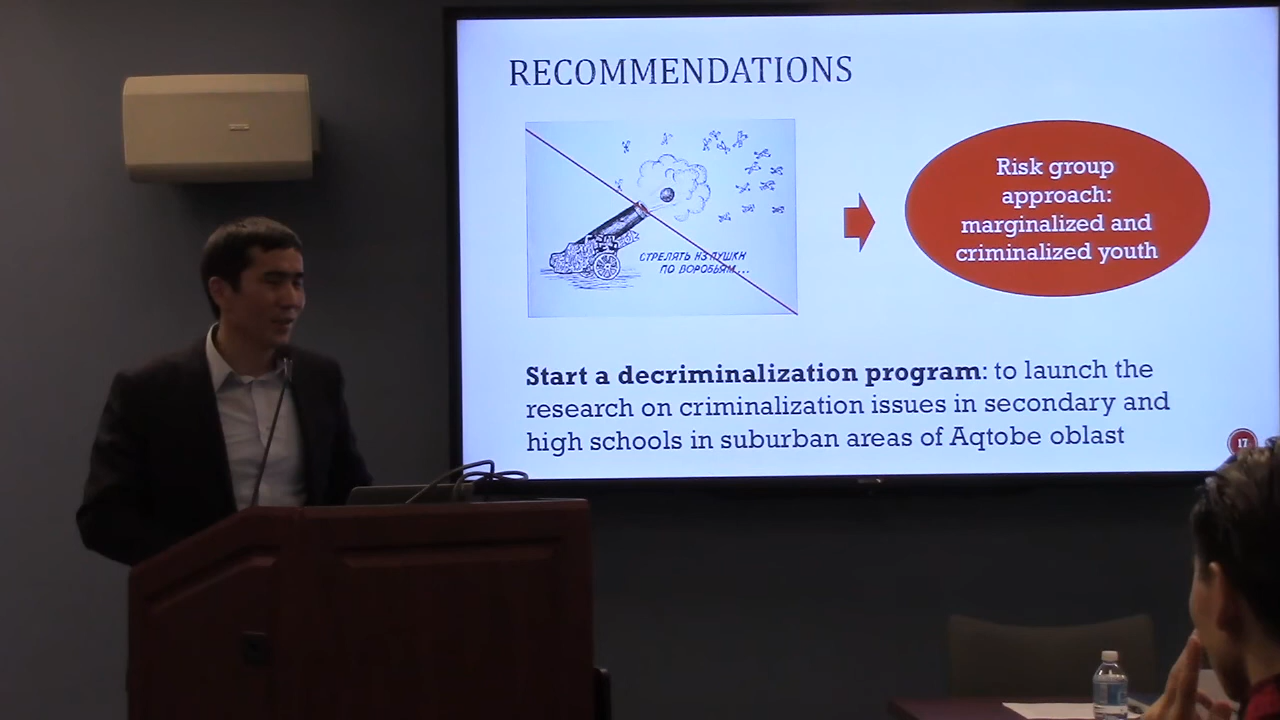 RECOMMENDATIONS
СТРЕЛЯТЬ ИЗ ПУШКИ
ПО ВОРОБЬЯМ...
Risk group
approach:
marginalized and
criminalized youth
Start a decriminalization program: to launch the
research on criminalization issues in secondary and
high schools in suburban areas of Aqtobe oblast
17